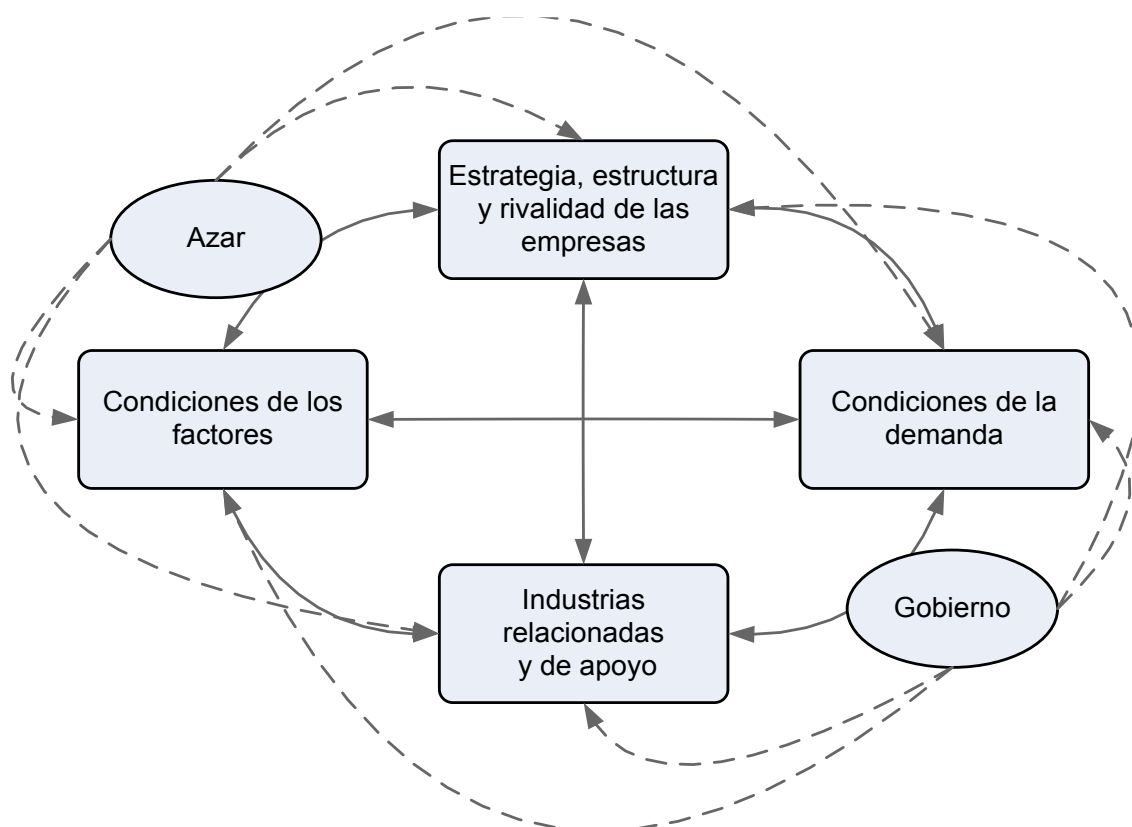 Estrategia, estructura
y rivalidad de las
empresas
Azar
Condiciones de los
factores
Condiciones de la
demanda
Industrias
relacionadas
y de apoyo
Gobierno